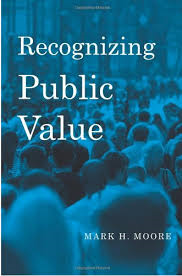 Recognizing
Public
Value
MARK H. MOORE